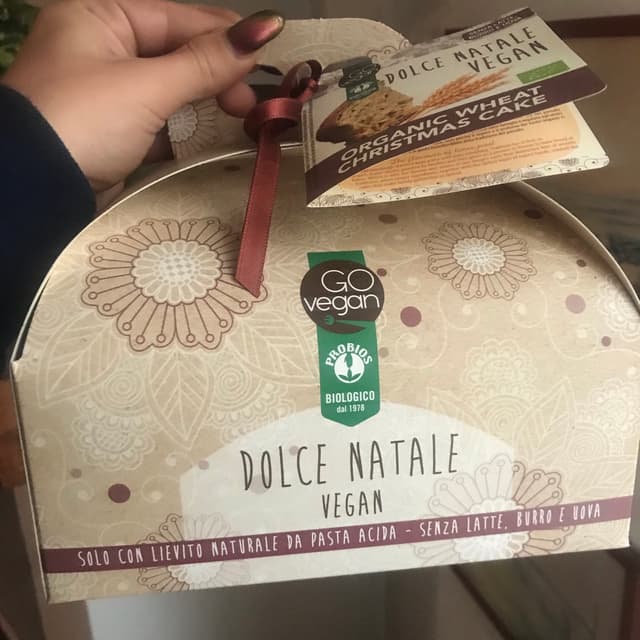 GO
DOLCE NATALE
VEGAN
ORGANIC WHEAT
CHRISTMAS CAKE
GO
vegan
PROBIOS
BIOLOGICO
dal 1978
DOLCE NATALE
VEGAN
SOLO CON LIEVITO NATURALE DA PASTA ACIDA - SENZA LATTE, BURRO E UOVA